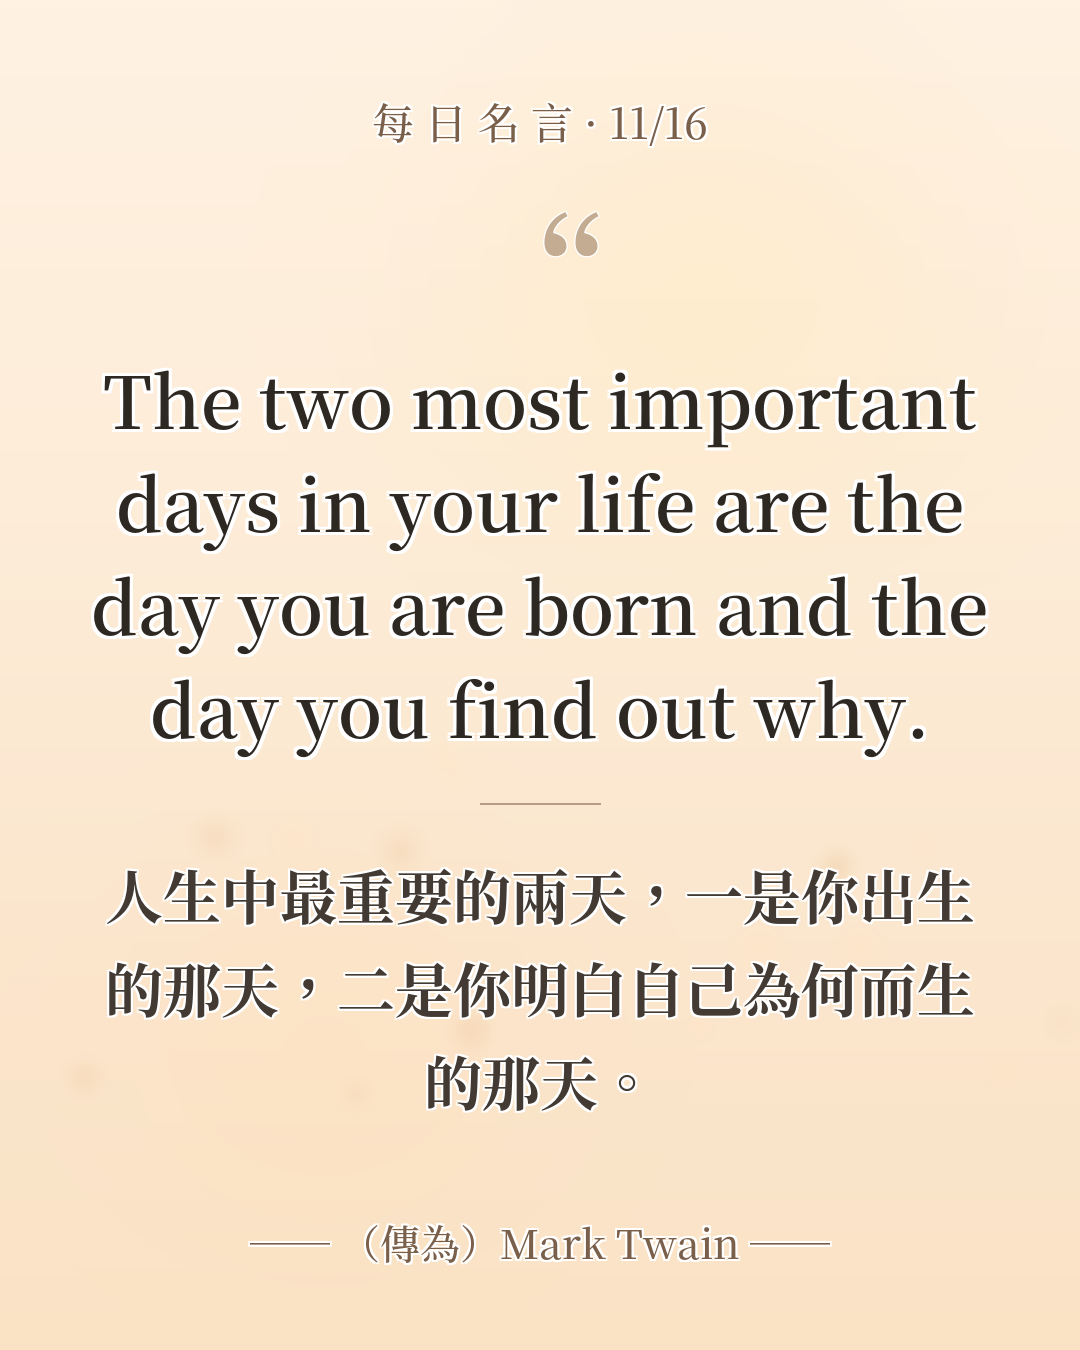 每日名言·11/16
“
The two most important
days in your life are the
day you are born and the
day you find out why.
人生中最重要的兩天，一是你出生
的那天，二是你明白自己為何而生
的那天。
——（傳為）Mark Twain——